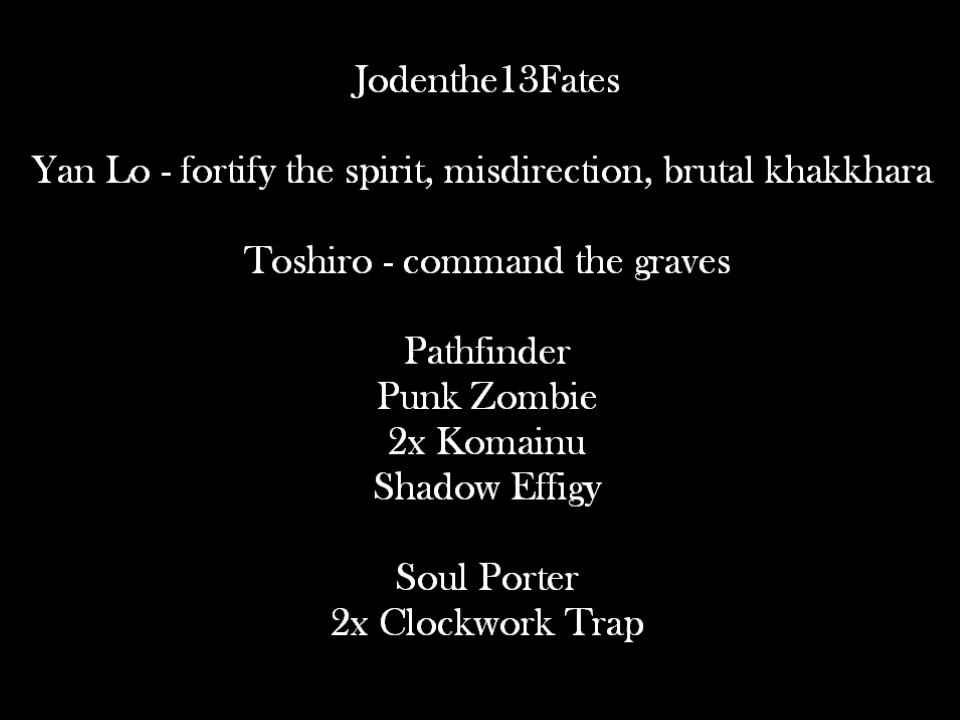 Jodenthe13Fates
Yan Lo - fortify the spirit, misdirection, brutal khakkhara
Toshiro - command the graves
Pathfinder
Punk Zombie
2x Komainu
Shadow Effigy
Soul Porter
2x Clockwork Trap